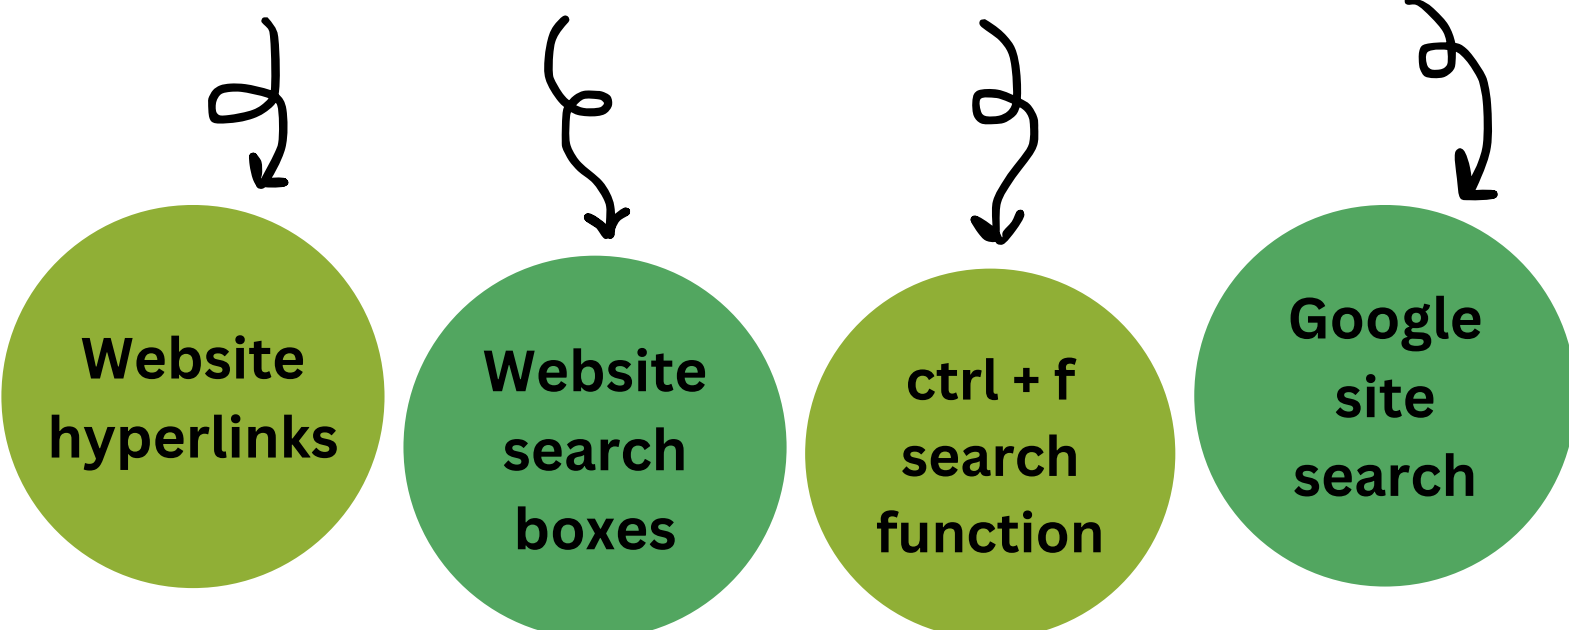 Website
hyperlinks
Website
search
boxes
ctrl + f
search
function
Google
site
search